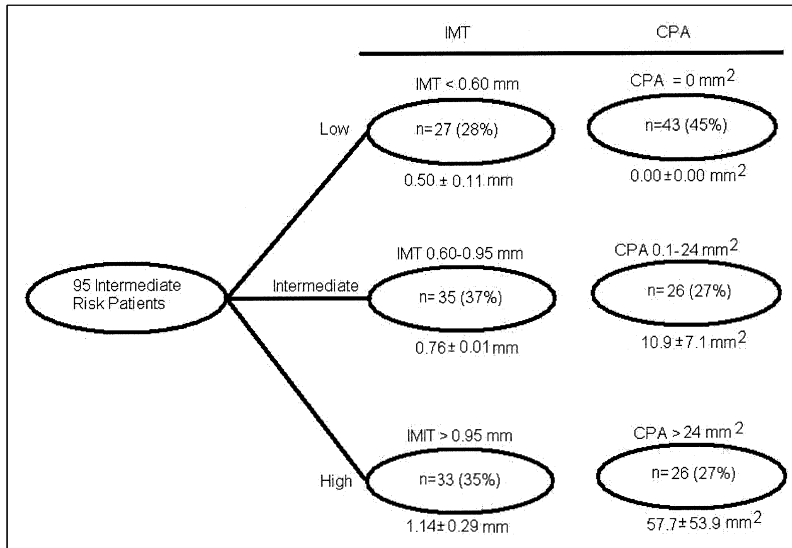 IMT CPA
IMT < 0.60 mm CPA = 0 mm2
Low n=27 (28%) n=43 (45%)
0.50 ± 0.11 mm 0.00±0.00 mm2
IMT 0.60-0.95 mm CPA 0.1-24 mm2
95 Intermediate
Risk Patients
Intermediate n= 35 (37%) n= 26 (27%)
0.76± 0.01 mm 10.9±7.1 mm2
IMIT > 0.95 mm CPA >24 mm2
High n=33 (35%) n=26 (27%)
1.14± 0.29 mm 57.7±53.9 mm2